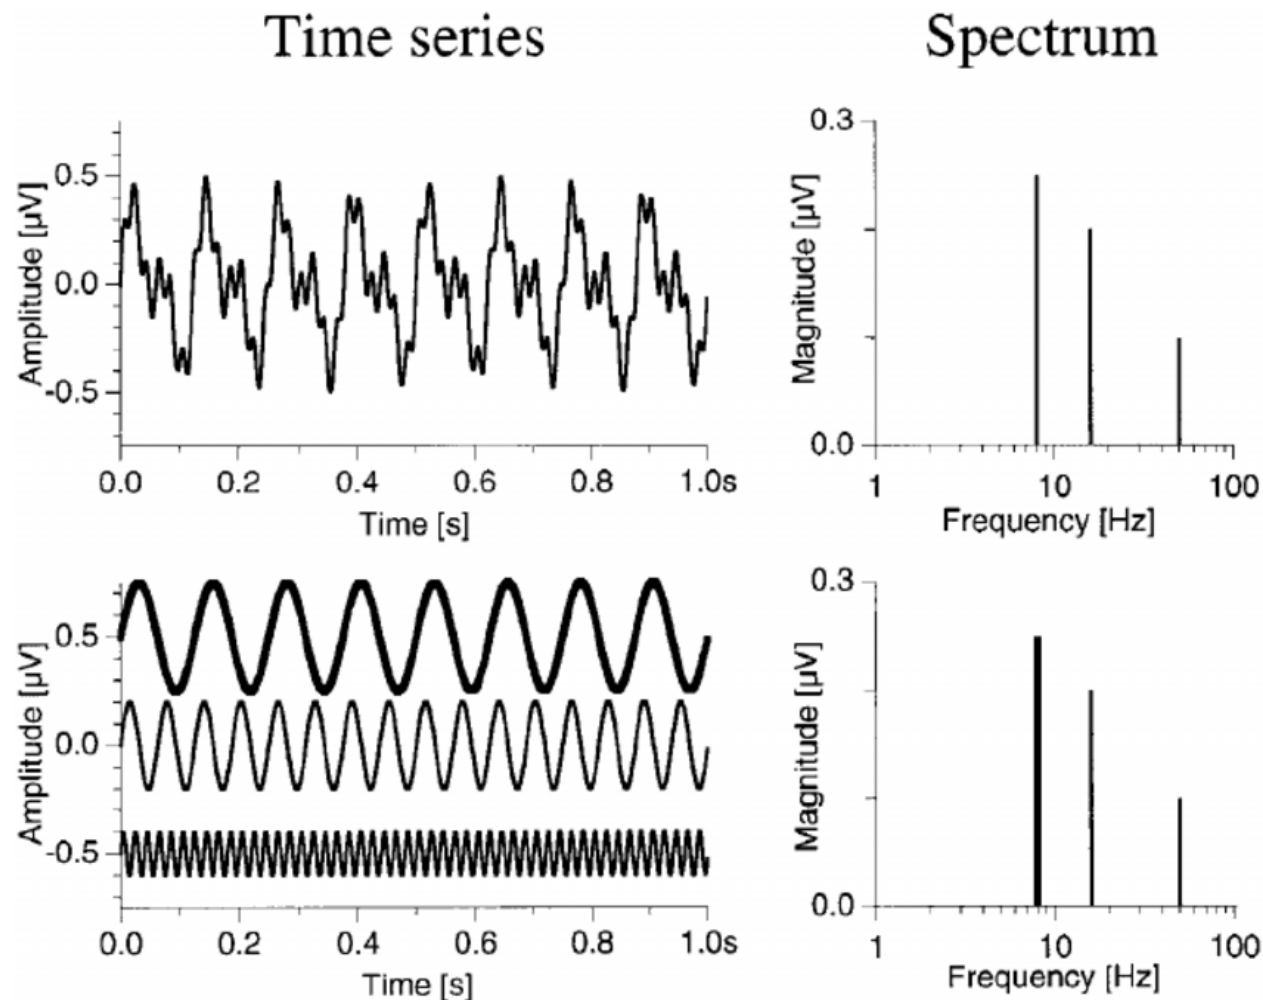 Time series
Spectrum
Amplitude [µV]
0.5
0.0
-0.5
0.0 0.2 0.4 0.6 0.8 1.0s
Time [s]
Magnitude [µV]
0.3
0.0
1 10 100
Frequency [Hz]
Amplitude [µV]
0.5
0.0
-0.5
0.0 0.2 0.4 0.6 0.8 1.0s
Time [s]
Magnitude [µV]
0.3
0.0
1 10 100
Frequency [Hz]